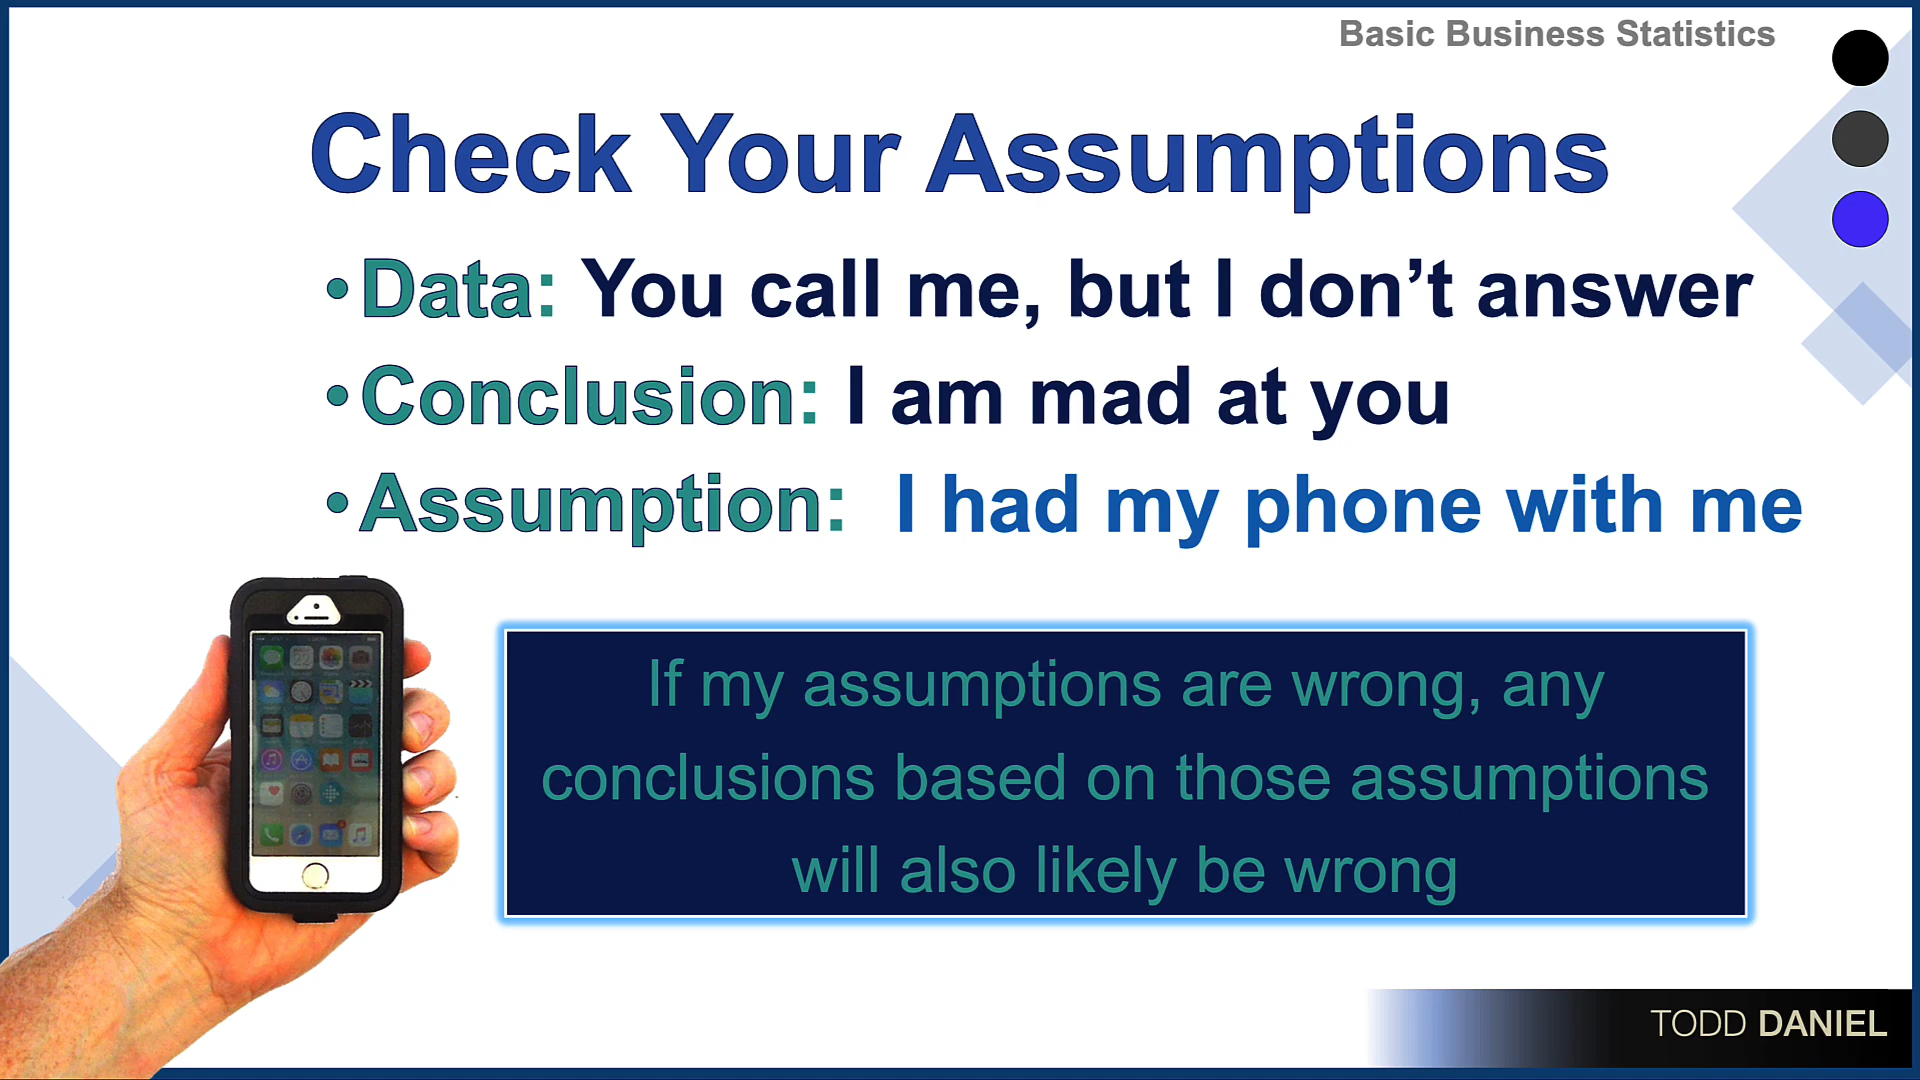 Basic Business Statistics
Check Your Assumptions
•Data: You call me, but I don’t answer
•Conclusion: I am mad at you
•Assumption: I had my phone with me
If my assumptions are wrong, any
conclusions based on those assumptions
will also likely be wrong
TODD DANIEL